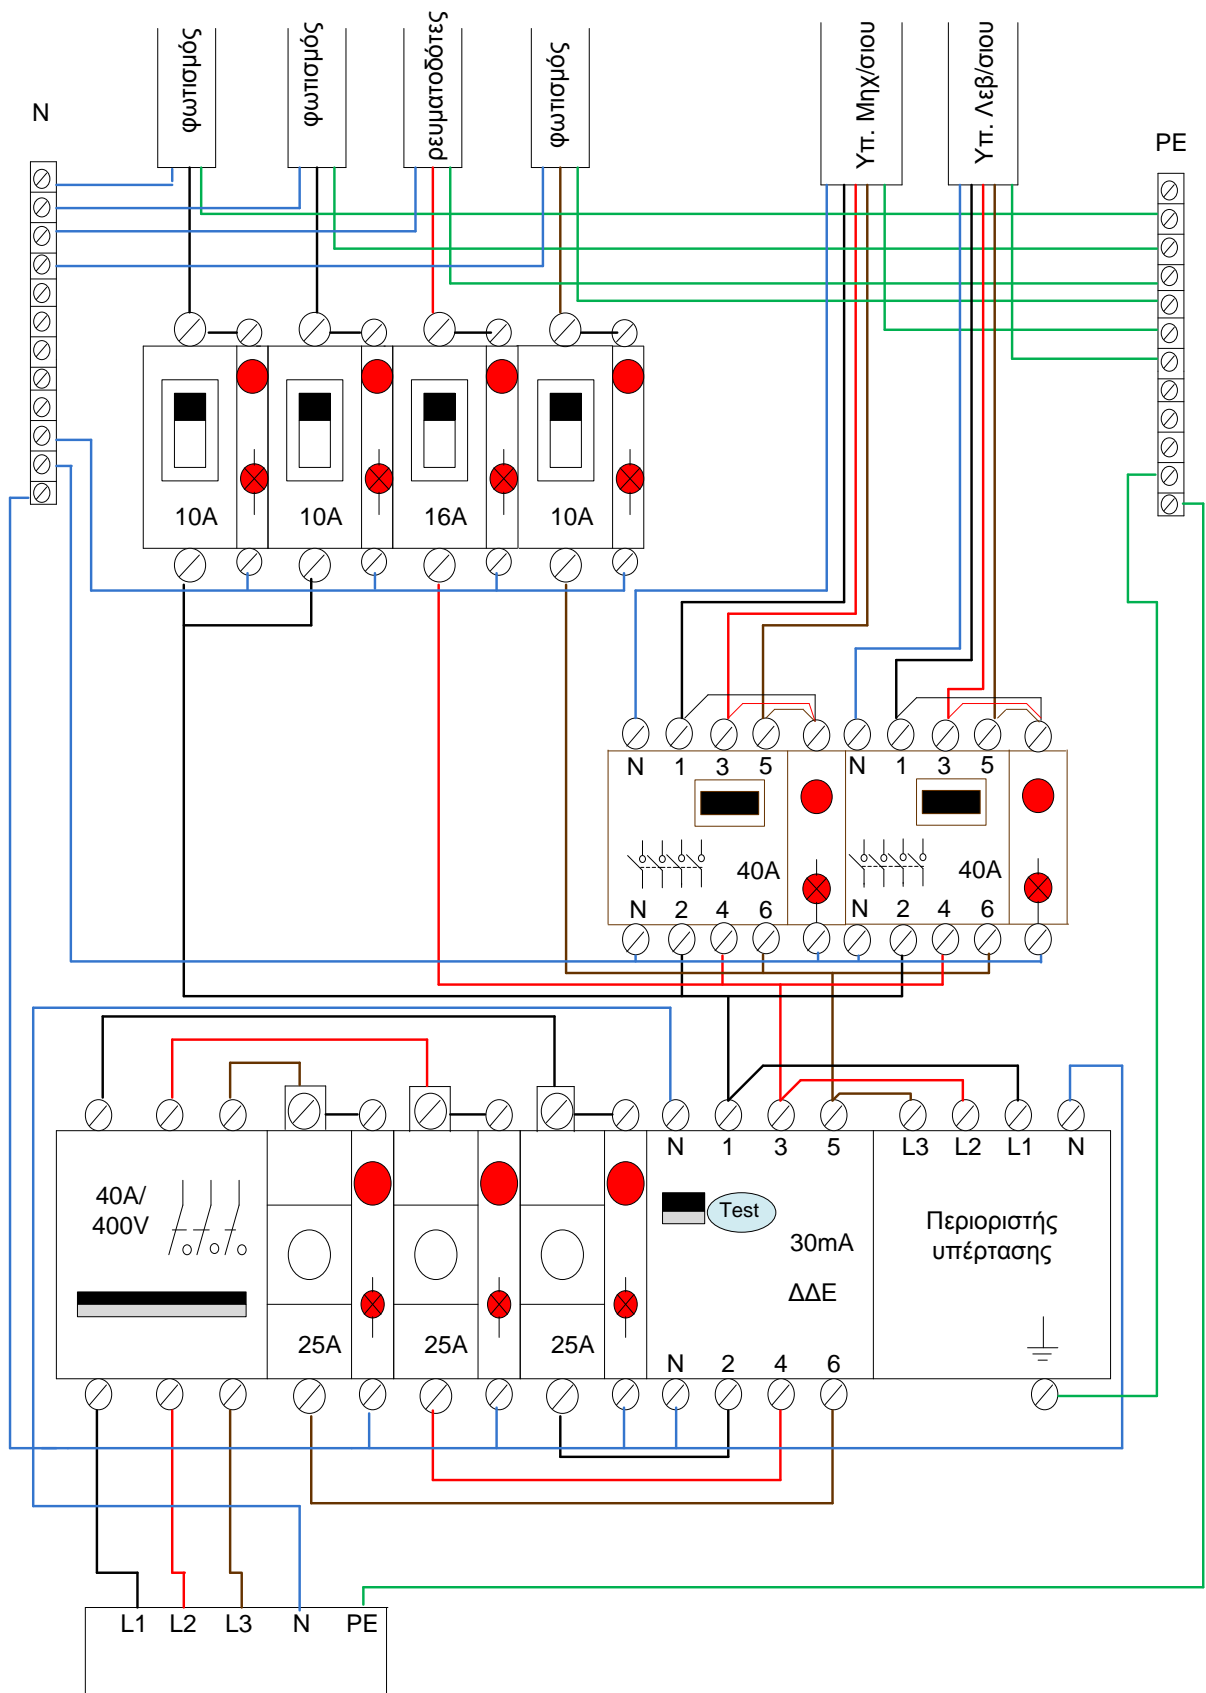 φωτισμός
φωτισμός
ρευματοδότες
φωτισμός
Υπ. Μηχ/σιου
Υπ. Λεβ/σιου
N
PE
10A
10A
16A
10A
N 1 3 5
N 1 3 5
40A
40A
N 2 4 6
N 2 4 6
N 1 3 5
L3 L2 L1 N
40A/
400V
Test
30mA
ΔΔΕ
Περιοριστής
υπέρτασης
25A
25A
25A
N 2 4 6
L1 L2 L3 N PE